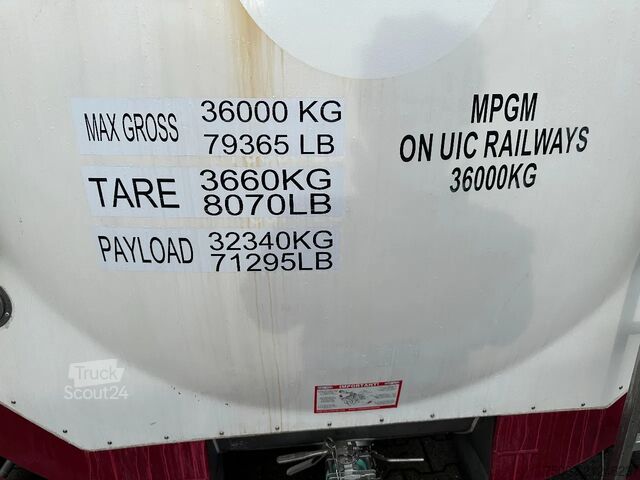 MAX GROSS 36000 KG
79365 LB
TARE 3660KG
8070LB
PAYLOAD 32340KG
71295LB
MPGM
ON UIC RAILWAYS
36000KG
IMPORTANT!
Truck
Scout24